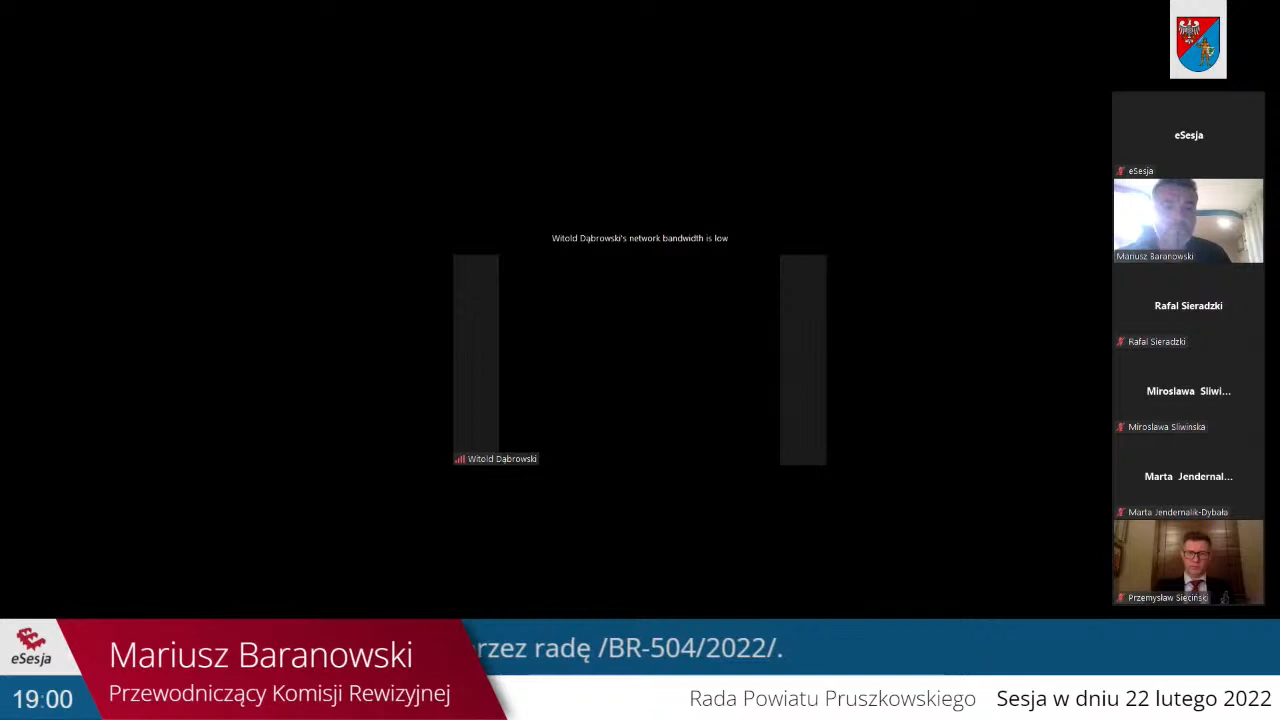 eSesja
eSesja
Mariusz Baranowski
Rafal Sieradzki
Rafal Sieradzki
Miroslawa Sliwi...
Miroslawa Sliwinska
Marta Jendernal...
Marta Jendernalik-Dybała
Przemysław Sięciński
Witold Dąbrowski's network bandwidth is low
Witold Dąbrowski
eSesja
19:00
Mariusz Baranowski
Przewodniczący Komisji Rewizyjnej
rzez radę /BR-504/2022/.
Rada Powiatu Pruszkowskiego Sesja w dniu 22 lutego 2022